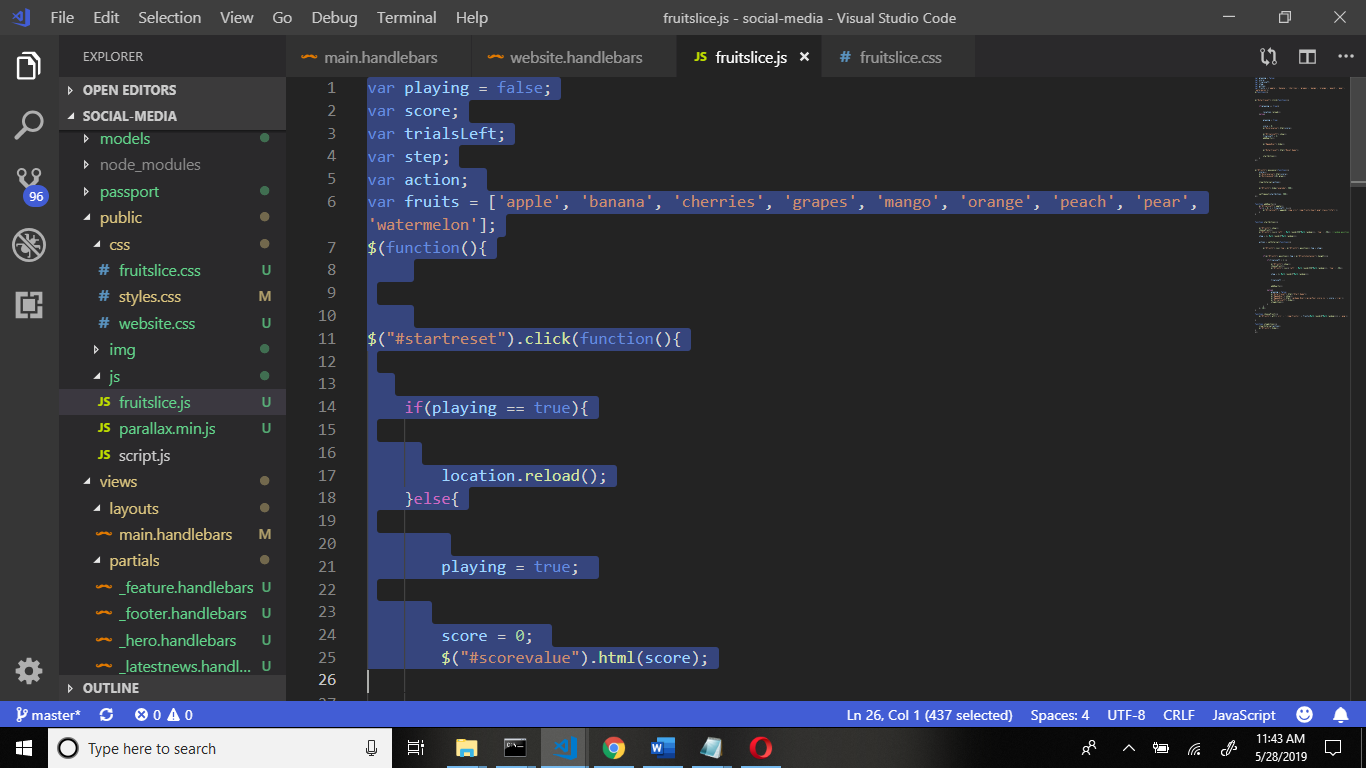 File Edit Selection View Go Debug Terminal Help fruitslice.js - social-media - Visual Studio Code
EXPLORER
main.handlebars website.handlebars JS fruitslice.js × # fruitslice.css
OPEN EDITORS
SOCIAL-MEDIA
models
node_modules
passport
96
public
css
# fruitslice.css U
# styles.css M
# website.css U
img
js
JS fruitslice.js U
JS parallax.min.js U
JS script.js
views
layouts
main.handlebars M
partials
_feature.handlebars U
_footer.handlebars U
_hero.handlebars U
_latestnews.handl... U
OUTLINE
1 var playing = false;
2 var score;
3 var trialsLeft;
4 var step;
5 var action;
6 var fruits = ['apple', 'banana', 'cherries', 'grapes', 'mango', 'orange', 'peach', 'pear',
'watermelon'];
7 $(function(){
8
9
10
11 $("#startreset").click(function(){
12
13
14 if(playing == true){
15
16
17 location.reload();
18 }else{
19
20
21 playing = true;
22
23
24 score = 0;
25 $("#scorevalue").html(score);
26
27
master* 0 0 Ln 26, Col 1 (437 selected) Spaces: 4 UTF-8 CRLF JavaScript
Type here to search
11:43 AM
5/28/2019